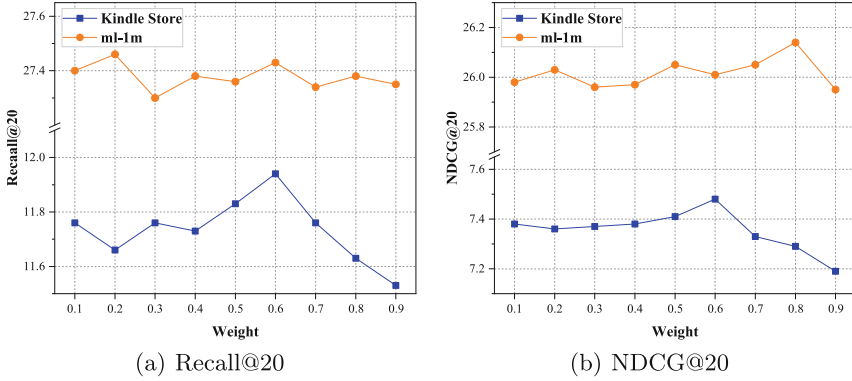 27.6
27.4
12.0
11.8
11.6
Recaall@20
Kindle Store
ml-1m
0.1 0.2 0.3 0.4 0.5 0.6 0.7 0.8 0.9
Weight
(a) Recall@20
26.2
26.0
25.8
7.6
7.4
7.2
NDCG@20
Kindle Store
ml-1m
0.1 0.2 0.3 0.4 0.5 0.6 0.7 0.8 0.9
Weight
(b) NDCG@20